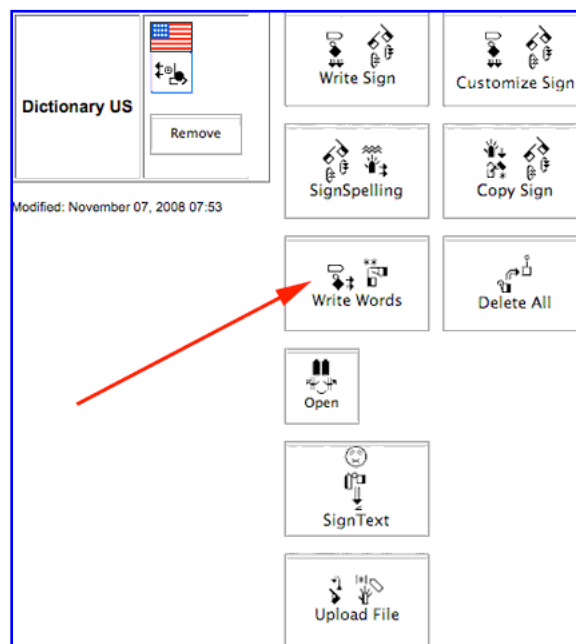 Dictionary US
Remove
Modified: November 07, 2008 07:53
Write Sign
Customize Sign
SignSpelling
Copy Sign
Write Words
Delete All
Open
SignText
Upload File